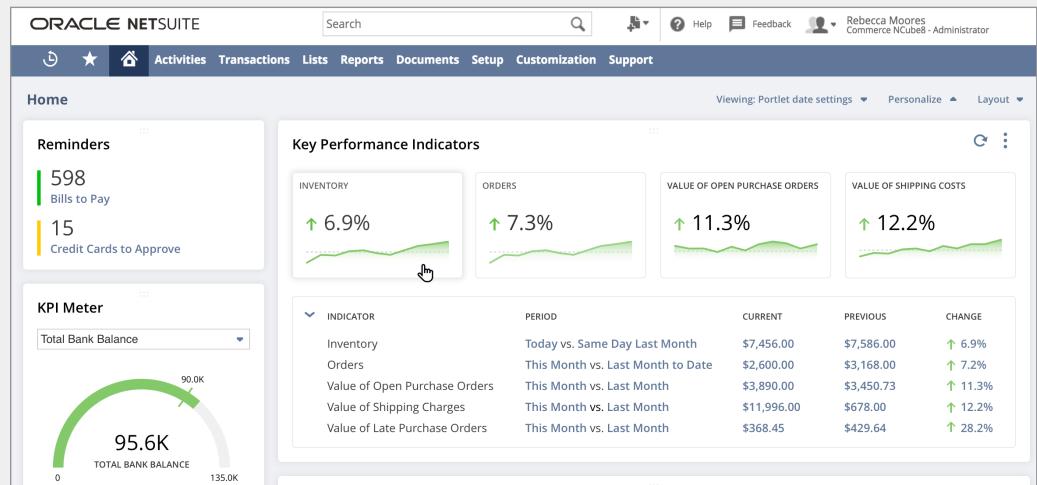 ORACLE NETSUITE
Search
Help
Feedback
Rebecca Moores
Commerce NCube8 - Administrator
Activities Transactions Lists Reports Documents Setup Customization Support
Home
Viewing: Portlet date settings
Personalize
Layout
Reminders
598
Bills to Pay
15
Credit Cards to Approve
KPI Meter
Total Bank Balance
90.0K
95.6K
TOTAL BANK BALANCE
0
135.0K
Key Performance Indicators
INVENTORY
6.9%
ORDERS
7.3%
VALUE OF OPEN PURCHASE ORDERS
11.3%
VALUE OF SHIPPING COSTS
12.2%
INDICATOR PERIOD CURRENT PREVIOUS CHANGE
Inventory Today vs. Same Day Last Month $7,456.00 $7,586.00 6.9%
Orders This Month vs. Last Month to Date $2,600.00 $3,168.00 7.2%
Value of Open Purchase Orders This Month vs. Last Month $3,890.00 $3,450.73 11.3%
Value of Shipping Charges This Month vs. Last Month $11,996.00 $678.00 12.2%
Value of Late Purchase Orders This Month vs. Last Month $368.45 $429.64 28.2%